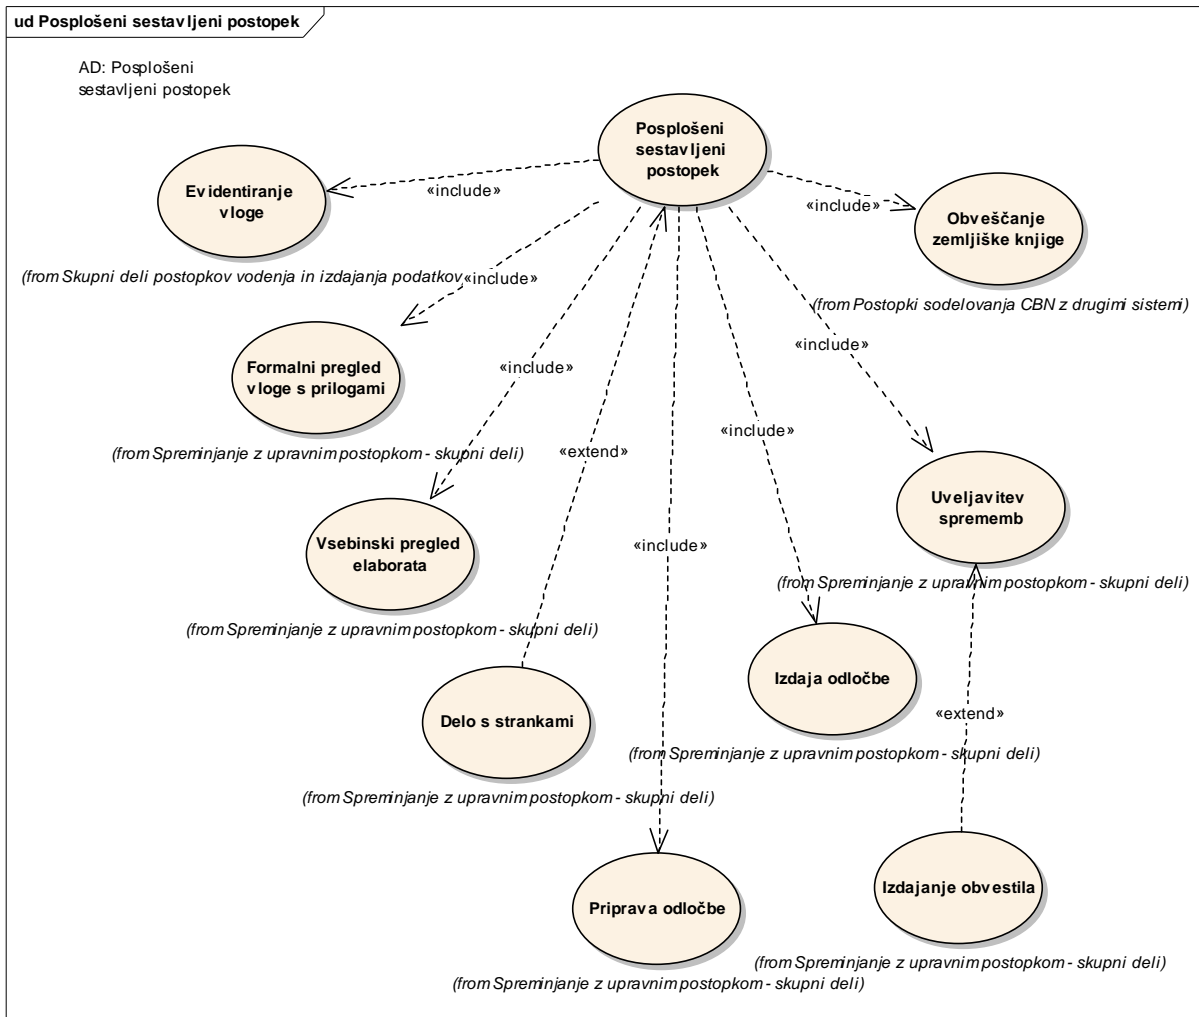 ud Posplošeni sestavljeni postopek
AD: Posplošeni
sestavljeni postopek
Posplošeni
sestavljeni
postopek
Evidentiranje
vloge
«include»
(from Skupni deli postopkov vodenja in izdajanja podatkov)
«include»
Obveščanje
zemljiške knjige
(from Postopki sodelovanja CBN z drugimi sistemi)
«include»
Formalni pregled
vloge s prilogami
(from Spreminjanje z upravnim postopkom - skupni deli)
«include»
«include»
«extend»
«include»
Vsebinski pregled
elaborata
(from Spreminjanje z upravnim postopkom - skupni deli)
Uveljavitev
sprememb
(from Spreminjanje z upravnim postopkom - skupni deli)
«include»
Delo s strankami
(from Spreminjanje z upravnim postopkom - skupni deli)
Izdaja odločbe
(from Spreminjanje z upravnim postopkom - skupni deli)
«include»
«extend»
Priprava odločbe
(from Spreminjanje z upravnim postopkom - skupni deli)
Izdajanje obvestila
(from Spreminjanje z upravnim postopkom - skupni deli)